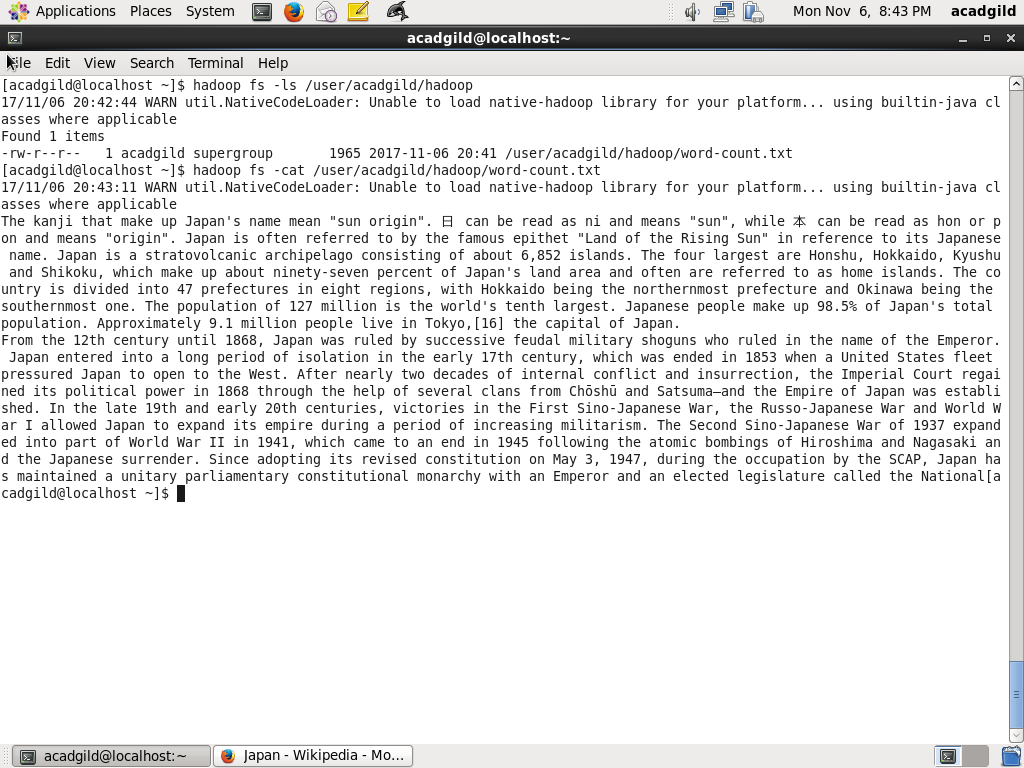 Applications Places System Mon Nov 6, 8:43 PM acadgild
acadgild@localhost:~
File Edit View Search Terminal Help
[acadgild@localhost ~]$ hadoop fs -ls /user/acadgild/hadoop
17/11/06 20:42:44 WARN util.NativeCodeLoader: Unable to load native-hadoop library for your platform... using builtin-java cl
asses where applicable
Found 1 items
-rw-r--r--   1 acadgild supergroup       1965 2017-11-06 20:41 /user/acadgild/hadoop/word-count.txt
[acadgild@localhost ~]$ hadoop fs -cat /user/acadgild/hadoop/word-count.txt
17/11/06 20:43:11 WARN util.NativeCodeLoader: Unable to load native-hadoop library for your platform... using builtin-java cl
asses where applicable
The kanji that make up Japan's name mean "sun origin". 日 can be read as ni and means "sun", while 本 can be read as hon or p
on and means "origin". Japan is often referred to by the famous epithet "Land of the Rising Sun" in reference to its Japanese
 name. Japan is a stratovolcanic archipelago consisting of about 6,852 islands. The four largest are Honshu, Hokkaido, Kyushu
 and Shikoku, which make up about ninety-seven percent of Japan's land area and often are referred to as home islands. The co
untry is divided into 47 prefectures in eight regions, with Hokkaido being the northernmost prefecture and Okinawa being the
southernmost one. The population of 127 million is the world's tenth largest. Japanese people make up 98.5% of Japan's total
population. Approximately 9.1 million people live in Tokyo,[16] the capital of Japan.
From the 12th century until 1868, Japan was ruled by successive feudal military shoguns who ruled in the name of the Emperor.
 Japan entered into a long period of isolation in the early 17th century, which was ended in 1853 when a United States fleet
pressured Japan to open to the West. After nearly two decades of internal conflict and insurrection, the Imperial Court regai
ned its political power in 1868 through the help of several clans from Chōshū and Satsuma—and the Empire of Japan was establi
shed. In the late 19th and early 20th centuries, victories in the First Sino-Japanese War, the Russo-Japanese War and World W
ar I allowed Japan to expand its empire during a period of increasing militarism. The Second Sino-Japanese War of 1937 expand
ed into part of World War II in 1941, which came to an end in 1945 following the atomic bombings of Hiroshima and Nagasaki an
d the Japanese surrender. Since adopting its revised constitution on May 3, 1947, during the occupation by the SCAP, Japan ha
s maintained a unitary parliamentary constitutional monarchy with an Emperor and an elected legislature called the National[a
cadgild@localhost ~]$
acadgild@localhost:~ Japan - Wikipedia - Mo...